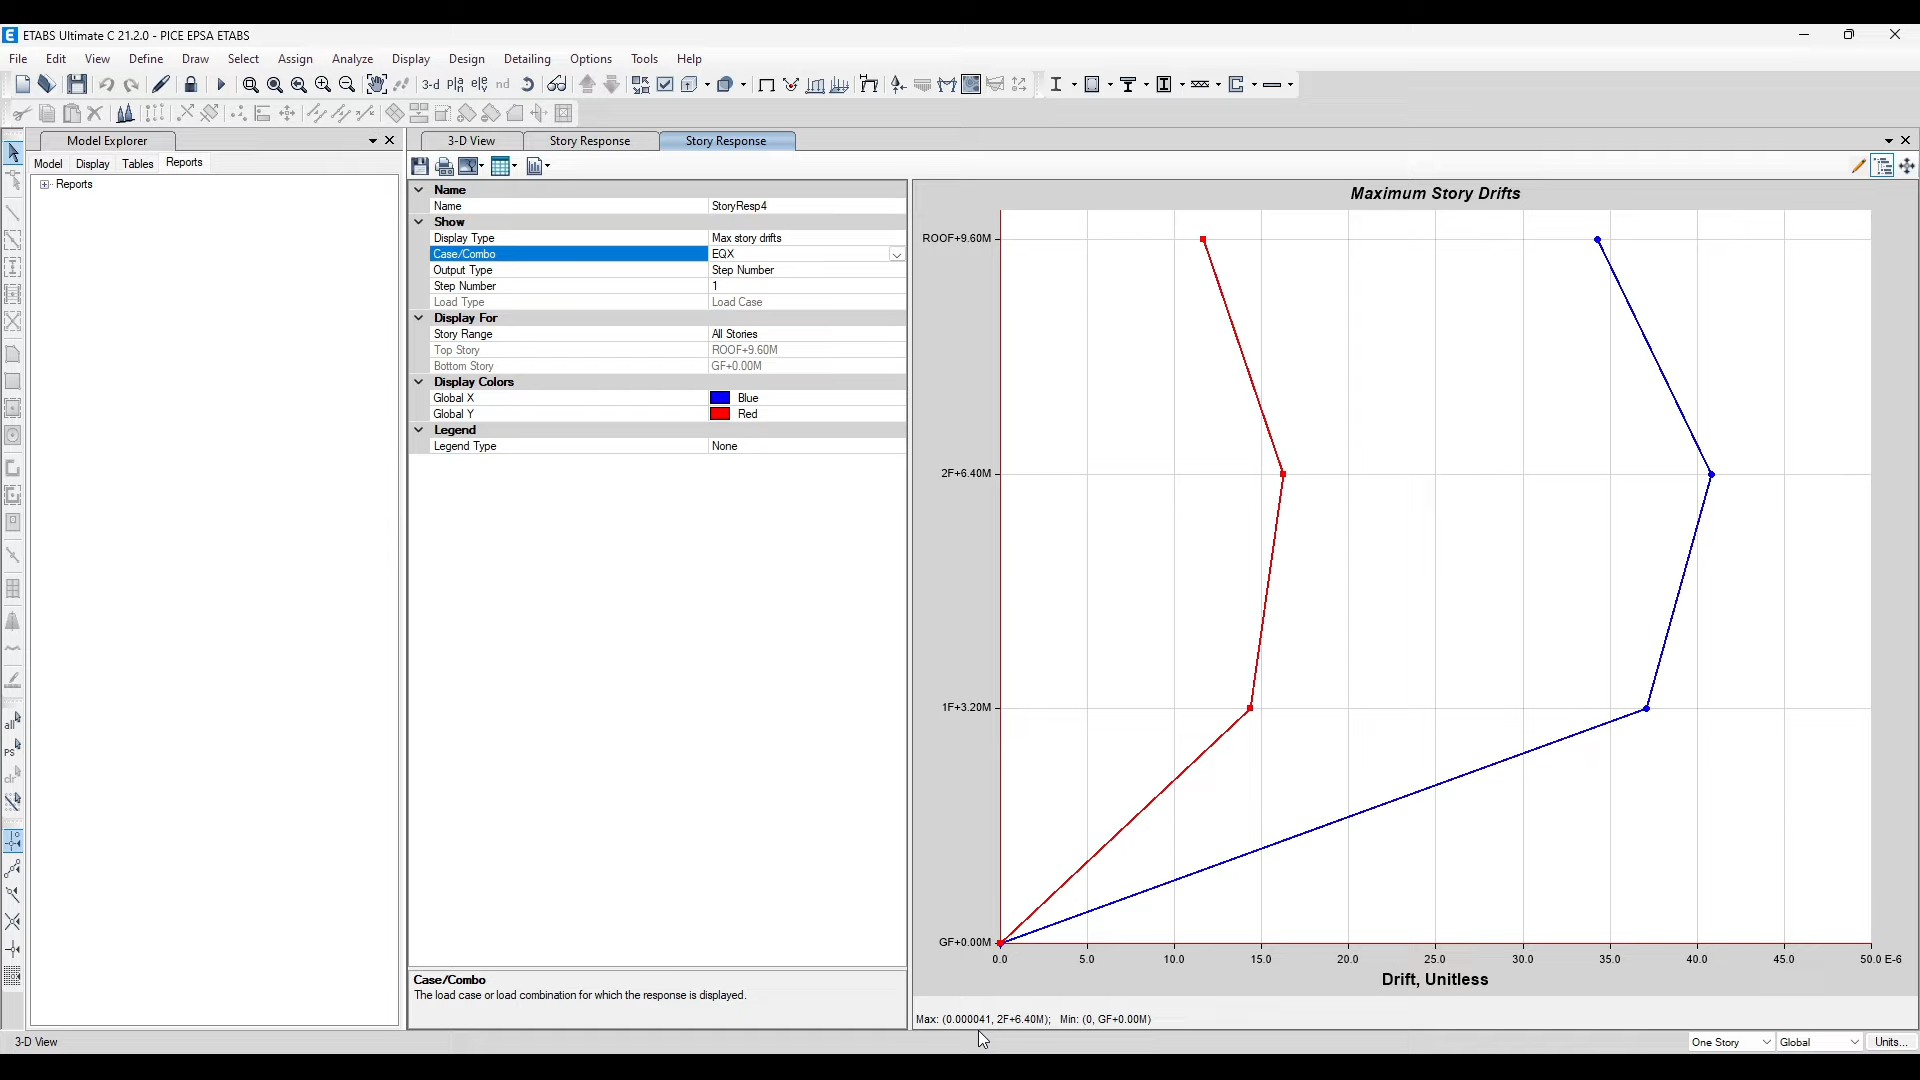 ETABS Ultimate C 21.2.0 - PICE EPSA ETABS
File Edit View Define Draw Select Assign Analyze Display Design Detailing Options Tools Help
3-d pla ele nd
Model Explorer
3-D View Story Response Story Response
Model Display Tables Reports
Reports
Name
Name StoryResp4
Show
Display Type Max story drifts
Case/Combo EQX
Output Type Step Number
Step Number 1
Load Type Load Case
Display For
Story Range All Stories
Top Story ROOF+9.60M
Bottom Story GF+0.00M
Display Colors
Global X Blue
Global Y Red
Legend
Legend Type None
all
PS
clr
Case/Combo
The load case or load combination for which the response is displayed.
Maximum Story Drifts
ROOF+9.60M
2F+6.40M
1F+3.20M
GF+0.00M
0.0 5.0 10.0 15.0 20.0 25.0 30.0 35.0 40.0 45.0 50.0 E-6
Drift, Unitless
Max: (0.000041, 2F+6.40M); Min: (0, GF+0.00M)
3-D View One Story Global Units...